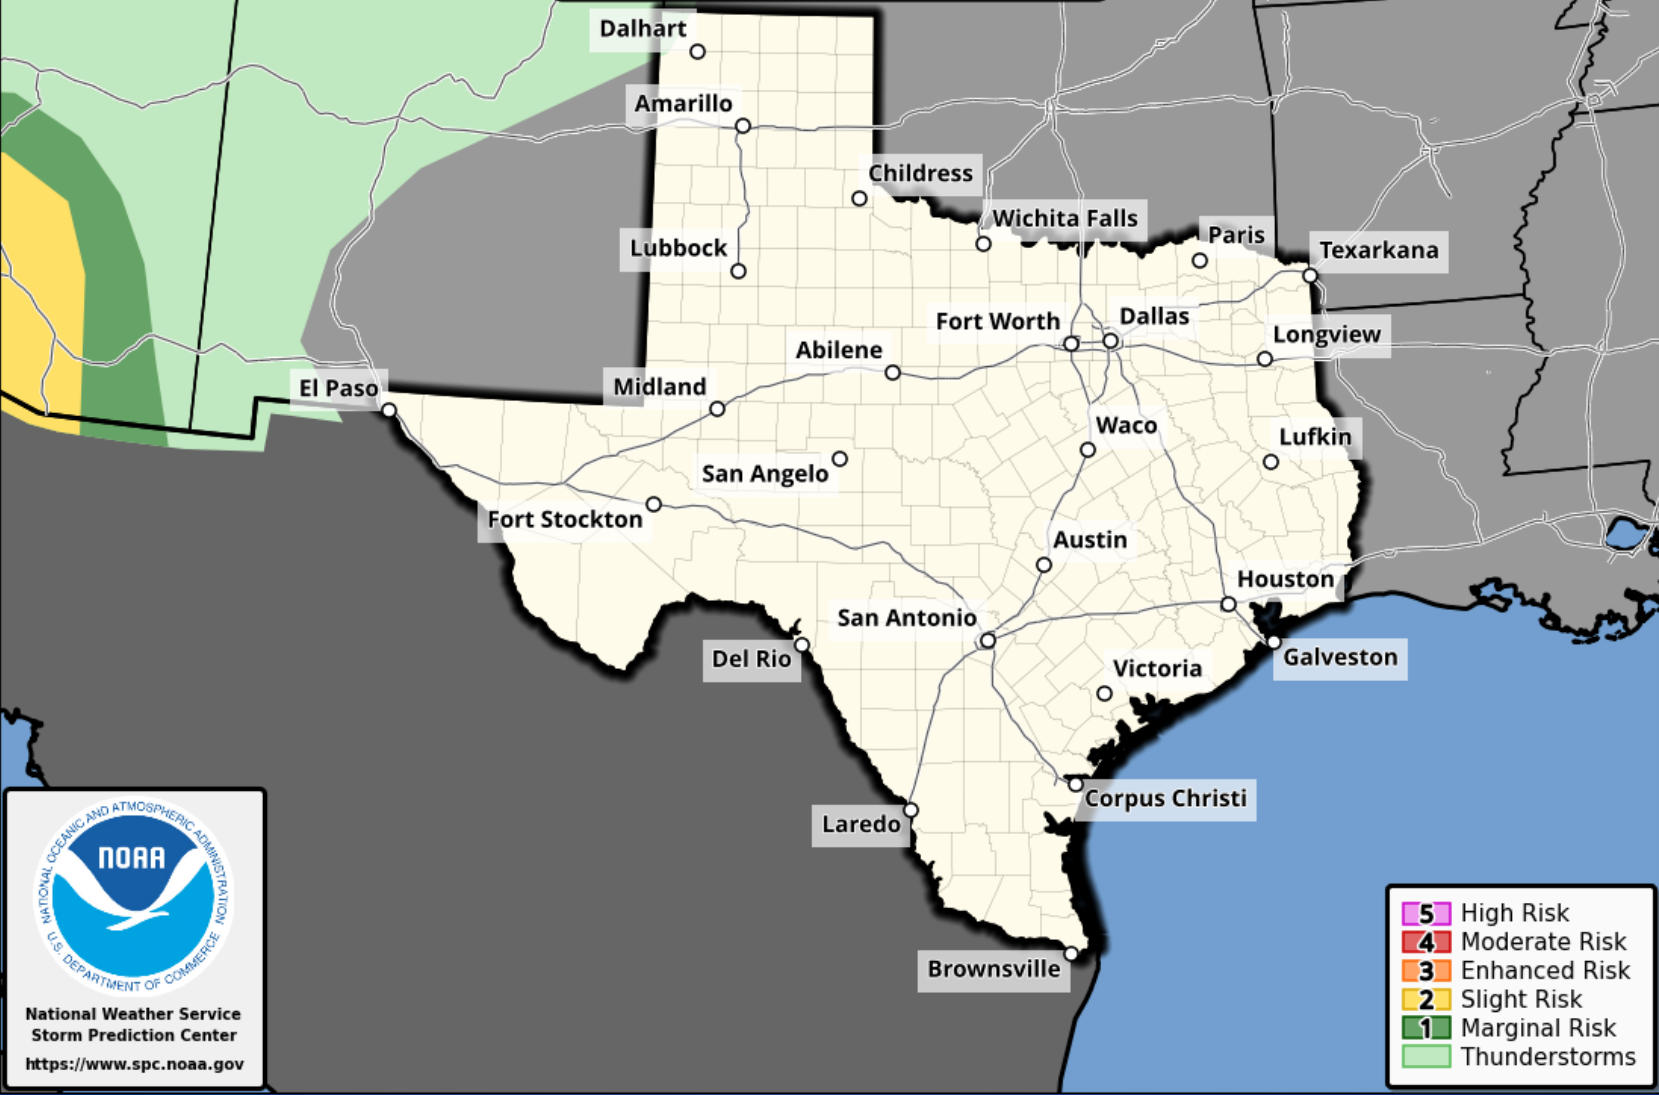 Dalhart
Amarillo
Childress
Wichita Falls
Paris
Texarkana
Lubbock
Fort Worth
Dallas
Longview
Abilene
El Paso
Midland
Waco
Lufkin
San Angelo
Fort Stockton
Austin
Houston
San Antonio
Del Rio
Victoria
Galveston
Corpus Christi
Laredo
Brownsville
NATIONAL OCEANIC AND ATMOSPHERIC ADMINISTRATION
NOAA
U.S. DEPARTMENT OF COMMERCE
National Weather Service
Storm Prediction Center
https://www.spc.noaa.gov
5 High Risk
4 Moderate Risk
3 Enhanced Risk
2 Slight Risk
1 Marginal Risk
Thunderstorms